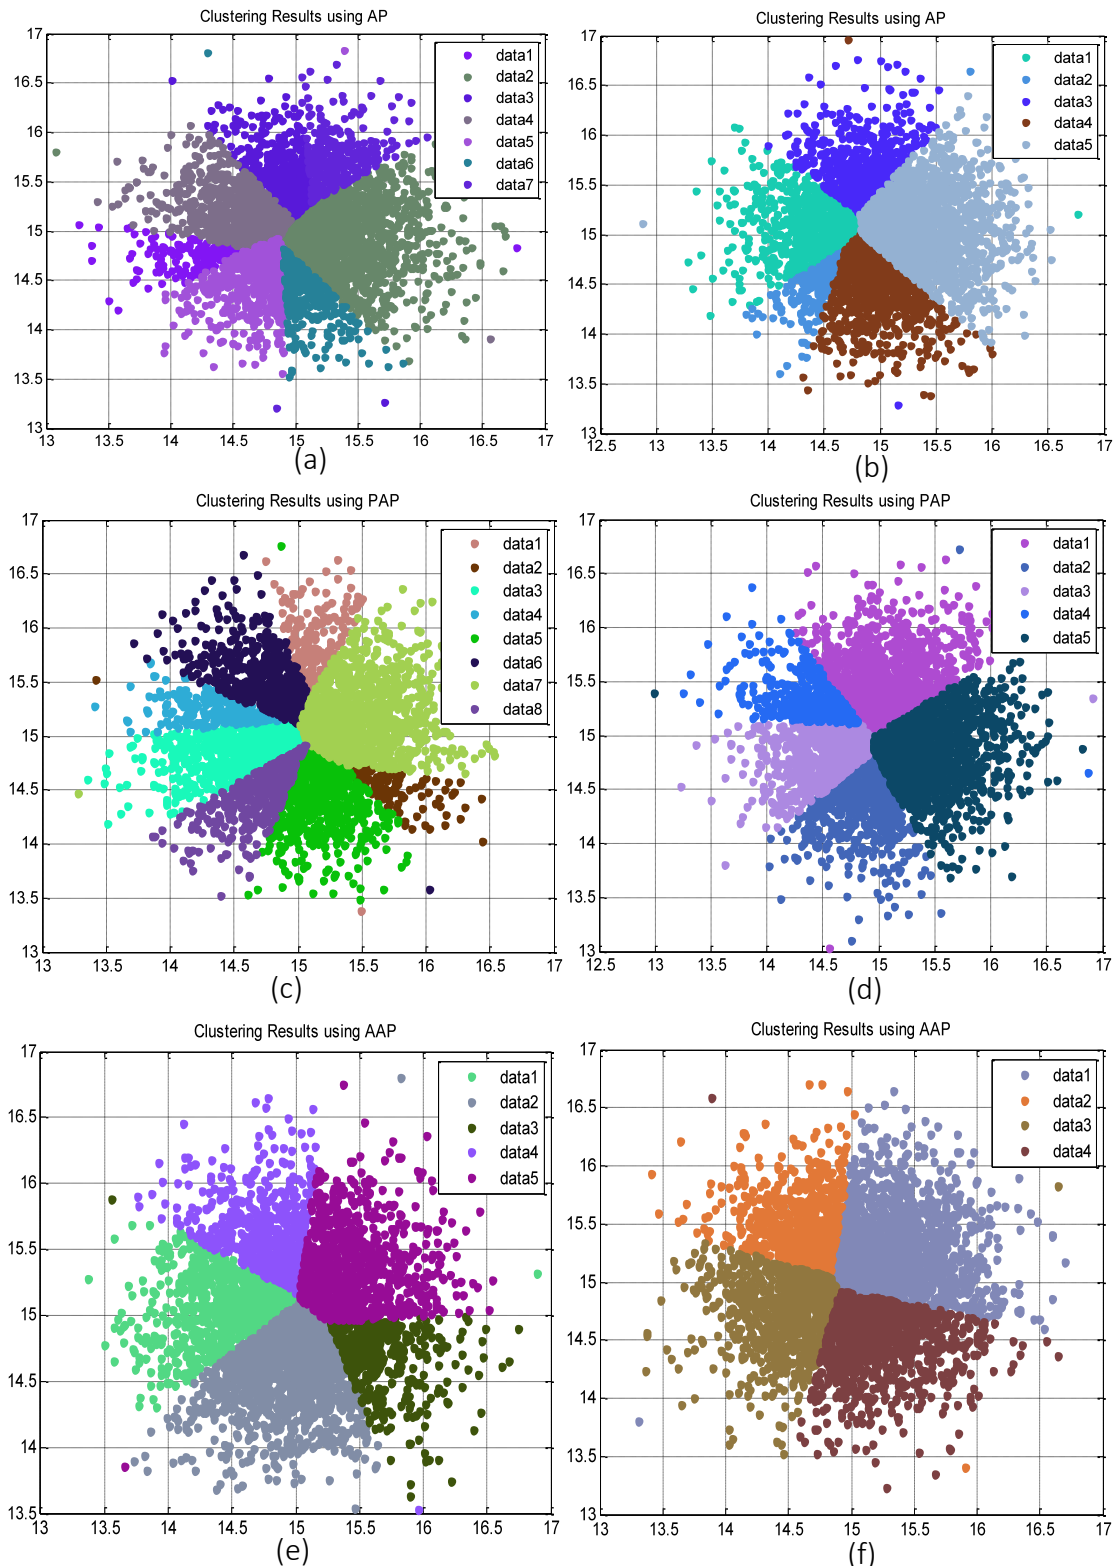 Clustering Results using AP
17
16.5
16
15.5
15
14.5
14
13.5
13
13 13.5 14 14.5 15 15.5 16 16.5 17
data1
data2
data3
data4
data5
data6
data7
(a)
Clustering Results using AP
17
16.5
16
15.5
15
14.5
14
13.5
13
12.5 13 13.5 14 14.5 15 15.5 16 16.5 17
data1
data2
data3
data4
data5
(b)
Clustering Results using PAP
17
16.5
16
15.5
15
14.5
14
13.5
13
13 13.5 14 14.5 15 15.5 16 16.5 17
data1
data2
data3
data4
data5
data6
data7
data8
(c)
Clustering Results using PAP
17
16.5
16
15.5
15
14.5
14
13.5
13
12.5 13 13.5 14 14.5 15 15.5 16 16.5 17
data1
data2
data3
data4
data5
(d)
Clustering Results using AAP
17
16.5
16
15.5
15
14.5
14
13.5
13 13.5 14 14.5 15 15.5 16 16.5 17
data1
data2
data3
data4
data5
(e)
Clustering Results using AAP
17
16.5
16
15.5
15
14.5
14
13.5
13
13 13.5 14 14.5 15 15.5 16 16.5 17
data1
data2
data3
data4
(f)